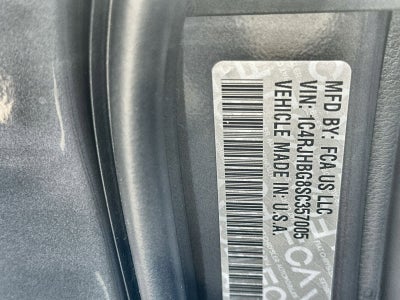 MFD BY: FCA US LLC
VIN: 1C4RJHBG8SC357005
VEHICLE MADE IN: U.S.A.